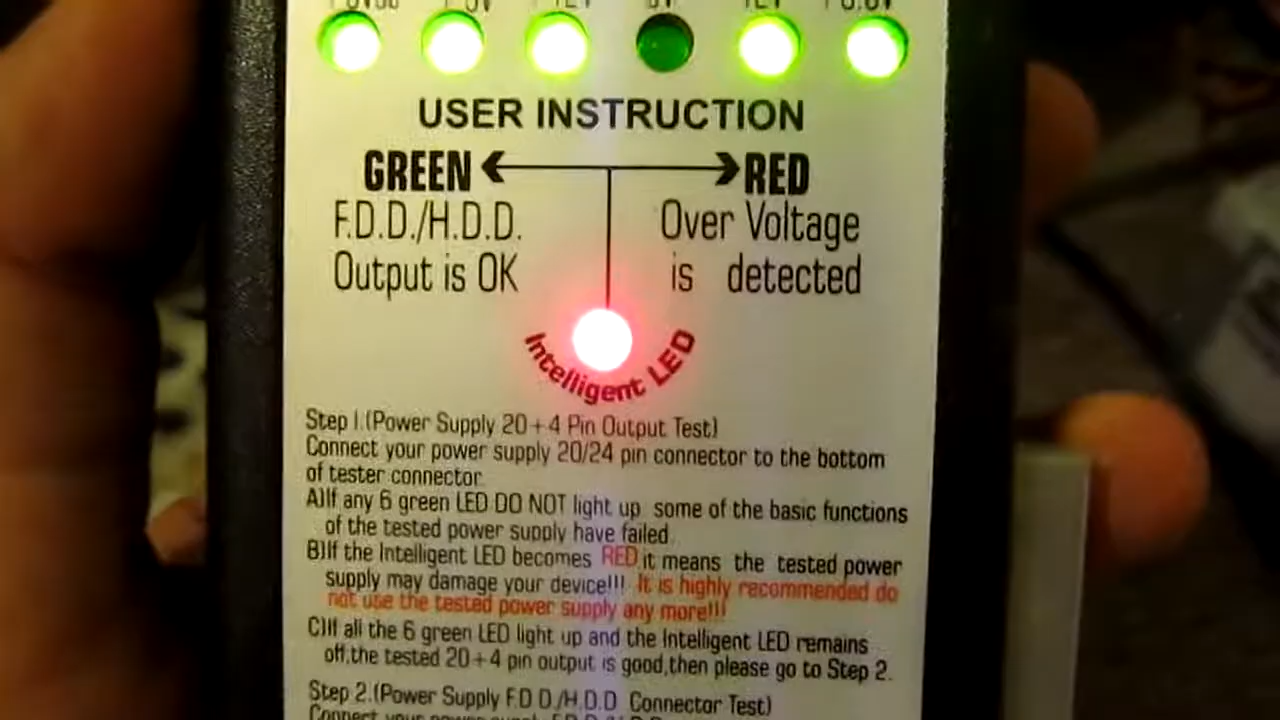 USER INSTRUCTION
GREEN RED
F.D.D./H.D.D. Over Voltage
Output is OK is detected
Intelligent LED
Step 1.(Power Supply 20+4 Pin Output Test)
Connect your power supply 20/24 pin connector to the bottom
of tester connector.
A)If any 6 green LED DO NOT light up some of the basic functions
of the tested power supply have failed.
B)If the Intelligent LED becomes RED it means the tested power
supply may damage your device!!! It is highly recommended do
not use the tested power supply any more!!!
C)If all the 6 green LED light up and the Intelligent LED remains
off,the tested 20+4 pin output is good,then please go to Step 2.
Step 2.(Power Supply F.D.D./H.D.D. Connector Test)